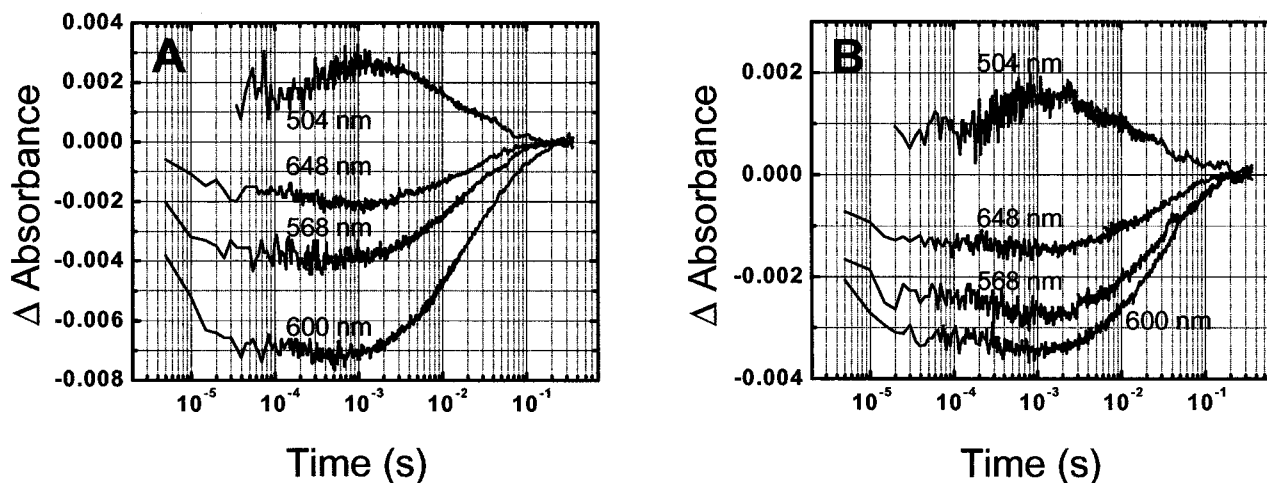 A
0.004
0.002
0.000
-0.002
-0.004
-0.006
-0.008
504 nm
648 nm
568 nm
600 nm
10-5 10-4 10-3 10-2 10-1
Time (s)
Δ Absorbance
B
0.002
0.000
-0.002
-0.004
504 nm
648 nm
568 nm
600 nm
10-5 10-4 10-3 10-2 10-1
Time (s)
Δ Absorbance